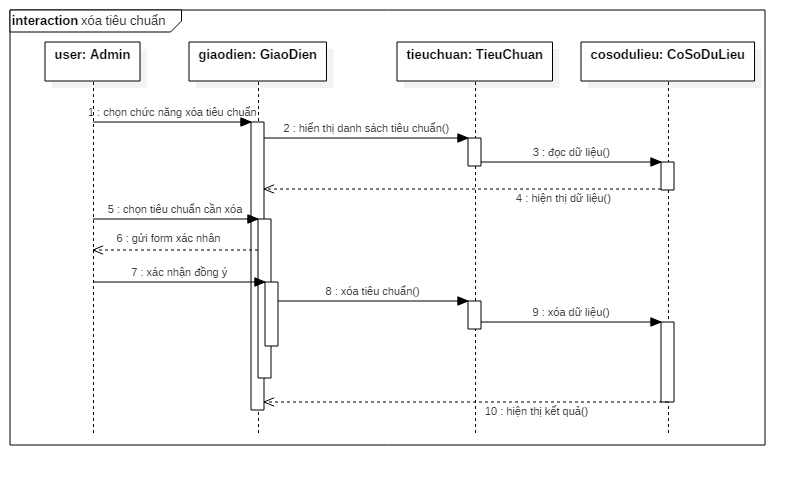 interaction xóa tiêu chuẩn
user: Admin
giaodien: GiaoDien
tieuchuan: TieuChuan
cosodulieu: CoSoDuLieu
1 : chọn chức năng xóa tiêu chuẩn
2 : hiển thị danh sách tiêu chuẩn()
3 : đọc dữ liệu()
4 : hiện thị dữ liệu()
5 : chọn tiêu chuẩn cần xóa
6 : gửi form xác nhân
7 : xác nhận đồng ý
8 : xóa tiêu chuẩn()
9 : xóa dữ liệu()
10 : hiện thị kết quả()